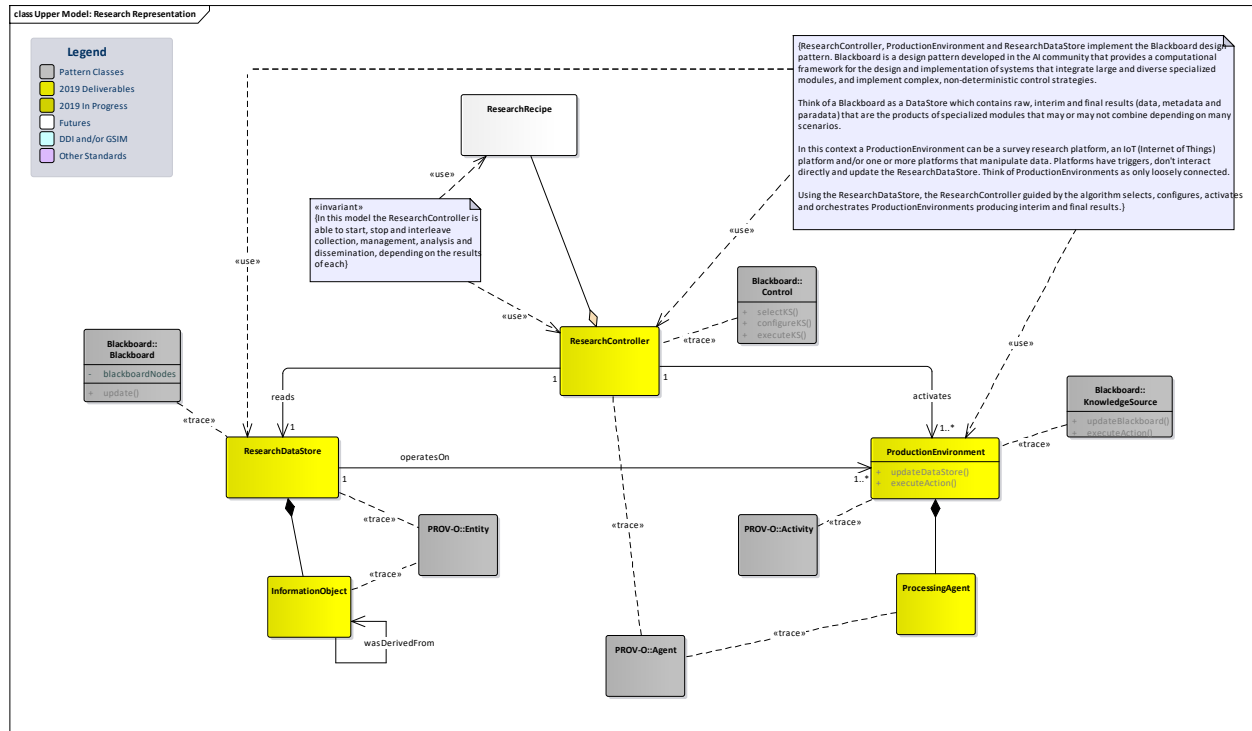 class Upper Model: Research Representation
Legend
Pattern Classes
2019 Deliverables
2019 In Progress
Futures
DDI and/or GSIM
Other Standards
{ResearchController, ProductionEnvironment and ResearchDataStore implement the Blackboard design
pattern. Blackboard is a design pattern developed in the AI community that provides a computational
framework for the design and implementation of systems that integrate large and diverse specialized
modules, and implement complex, non-deterministic control strategies.
Think of a Blackboard as a DataStore which contains raw, interim and final results (data, metadata and
paradata) that are the products of specialized modules that may or may not combine depending on many
scenarios.
In this context a ProductionEnvironment can be a survey research platform, an IoT (Internet of Things)
platform and/or one or more platforms that manipulate data. Platforms have triggers, don't interact
directly and update the ResearchDataStore. Think of ProductionEnvironments as only loosely connected.
Using the ResearchDataStore, the ResearchController guided by the algorithm selects, configures, activates
and orchestrates ProductionEnvironments producing interim and final results.}
ResearchRecipe
«use»
«invariant»
{In this model the ResearchController is
able to start, stop and interleave
collection, management, analysis and
dissemination, depending on the results
of each}
«use»
«use»
«use»
«use»
Blackboard::
Control
+ selectKS()
+ configureKS()
+ executeKS()
«trace»
ResearchController
1
1
reads
1
activates
1..*
Blackboard::
Blackboard
- blackboardNodes
+ update()
«trace»
Blackboard::
KnowledgeSource
+ updateBlackboard()
+ executeAction()
«trace»
ResearchDataStore
1
operatesOn
1..*
ProductionEnvironment
+ updateDataStore()
+ executeAction()
«trace»
PROV-O::Entity
«trace»
«trace»
PROV-O::Activity
«trace»
InformationObject
wasDerivedFrom
ProcessingAgent
«trace»
PROV-O::Agent